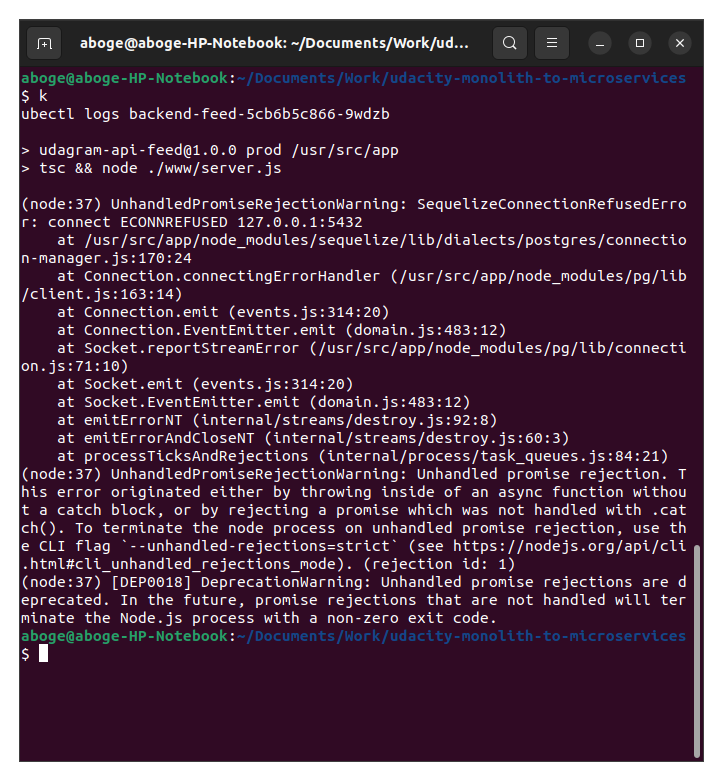 aboge@aboge-HP-Notebook: ~/Documents/Work/ud...
aboge@aboge-HP-Notebook:~/Documents/Work/udacity-monolith-to-microservices
$ k
ubectl logs backend-feed-5cb6b5c866-9wdzb
> udagram-api-feed@1.0.0 prod /usr/src/app
> tsc && node ./www/server.js
(node:37) UnhandledPromiseRejectionWarning: SequelizeConnectionRefusedErro
r: connect ECONNREFUSED 127.0.0.1:5432
    at /usr/src/app/node_modules/sequelize/lib/dialects/postgres/connectio
n-manager.js:170:24
    at Connection.connectingErrorHandler (/usr/src/app/node_modules/pg/lib
/client.js:163:14)
    at Connection.emit (events.js:314:20)
    at Connection.EventEmitter.emit (domain.js:483:12)
    at Socket.reportStreamError (/usr/src/app/node_modules/pg/lib/connecti
on.js:71:10)
    at Socket.emit (events.js:314:20)
    at Socket.EventEmitter.emit (domain.js:483:12)
    at emitErrorNT (internal/streams/destroy.js:92:8)
    at emitErrorAndCloseNT (internal/streams/destroy.js:60:3)
    at processTicksAndRejections (internal/process/task_queues.js:84:21)
(node:37) UnhandledPromiseRejectionWarning: Unhandled promise rejection. T
his error originated either by throwing inside of an async function withou
t a catch block, or by rejecting a promise which was not handled with .cat
ch(). To terminate the node process on unhandled promise rejection, use th
e CLI flag `--unhandled-rejections=strict` (see https://nodejs.org/api/cli
.html#cli_unhandled_rejections_mode). (rejection id: 1)
(node:37) [DEP0018] DeprecationWarning: Unhandled promise rejections are d
eprecated. In the future, promise rejections that are not handled will ter
minate the Node.js process with a non-zero exit code.
aboge@aboge-HP-Notebook:~/Documents/Work/udacity-monolith-to-microservices
$